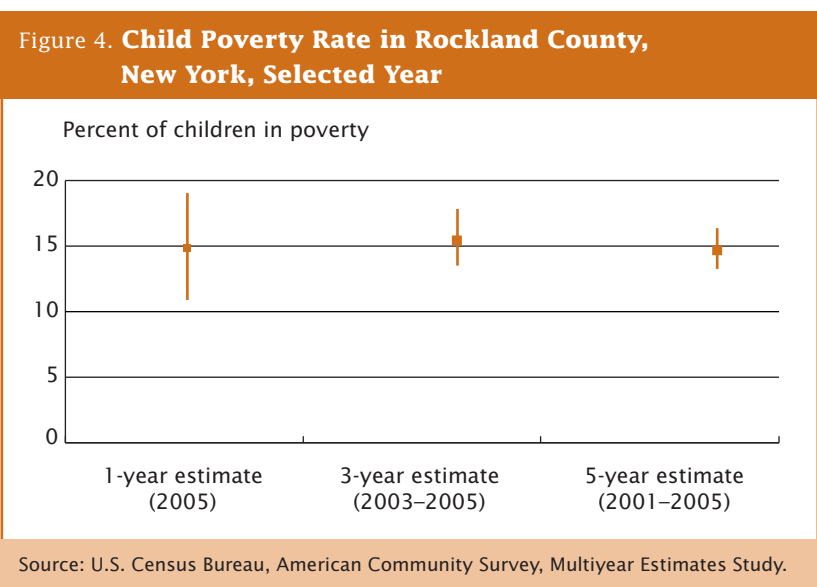 Figure 4. Child Poverty Rate in Rockland County,
New York, Selected Year
Percent of children in poverty
20
15
10
5
0
1-year estimate
(2005)
3-year estimate
(2003–2005)
5-year estimate
(2001–2005)
Source: U.S. Census Bureau, American Community Survey, Multiyear Estimates Study.